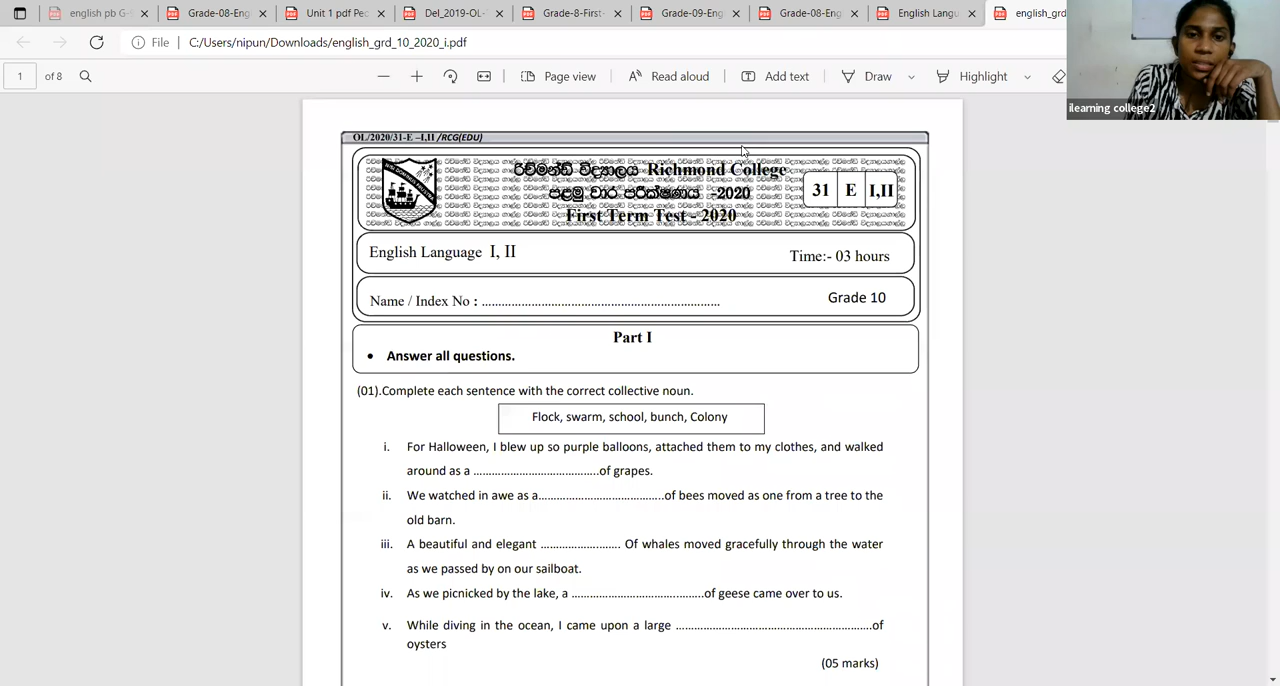 english pb G-
Grade-08-Eng
Unit 1 pdf Pec
Del_2019-OL-
Grade-8-First-
Grade-09-Eng
Grade-08-Eng
English Langu
english_grd
File C:/Users/nipun/Downloads/english_grd_10_2020_i.pdf
1 of 8 Page view Read aloud Add text Draw Highlight
ilearning college2
OL/2020/31-E –I,II /RCG(EDU)
රිච්මන්ඩ් විද්‍යාලය Richmond College
පළමු වාර පරීක්ෂණය -2020
First Term Test - 2020
31 E I,II
English Language I, II
Time:- 03 hours
Name / Index No : ......................................................................
Grade 10
Part I
• Answer all questions.
(01).Complete each sentence with the correct collective noun.
Flock, swarm, school, bunch, Colony
i. For Halloween, I blew up so purple balloons, attached them to my clothes, and walked
around as a ......................................of grapes.
ii. We watched in awe as a......................................of bees moved as one from a tree to the
old barn.
iii. A beautiful and elegant ........................ Of whales moved gracefully through the water
as we passed by on our sailboat.
iv. As we picnicked by the lake, a ........................................of geese came over to us.
v. While diving in the ocean, I came upon a large ............................................................of
oysters
(05 marks)